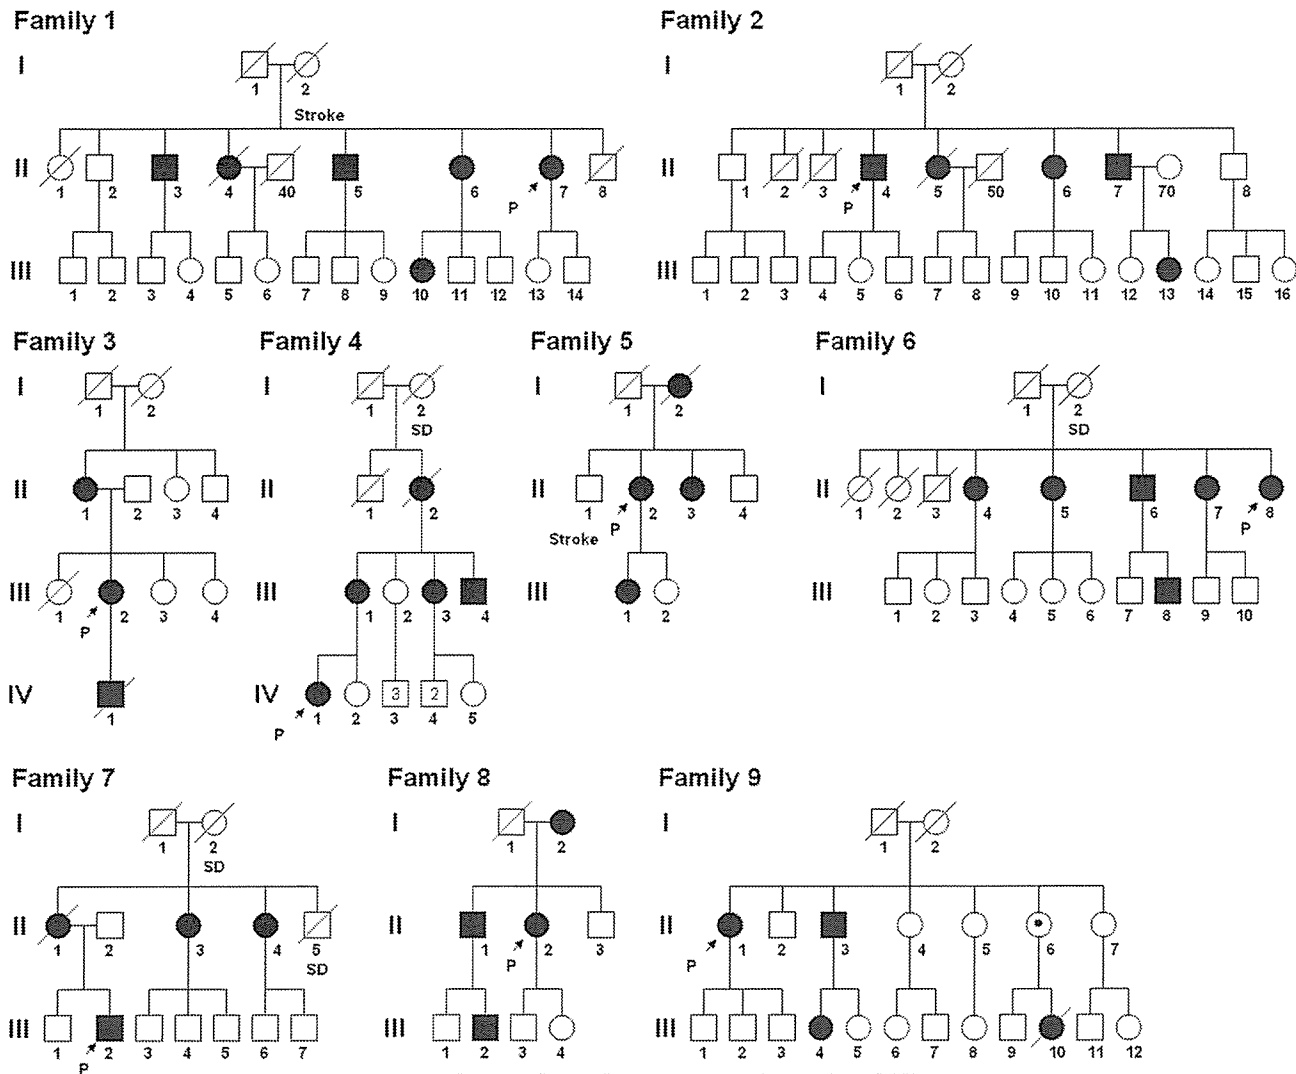 Family 1
Family 2
I
1 2
I
1 2
Stroke
II
1 2 3 4 40 5 6 7 8
P
II
1 2 3 4 5 50 6 7 70 8
P
III
1 2 3 4 5 6 7 8 9 10 11 12 13 14
III
1 2 3 4 5 6 7 8 9 10 11 12 13 14 15 16
Family 3
Family 4
Family 5
Family 6
I
1 2
I
1 2
SD
I
1 2
I
1 2
SD
II
1 2 3 4
II
1 2
II
1 2 3 4
P
Stroke
II
1 2 3 4 5 6 7 8
P
III
1 2 3 4
P
III
1 2 3 4
III
1 2
III
1 2 3 4 5 6 7 8 9 10
IV
1
IV
3 2
1 2 3 4 5
P
Family 7
Family 8
Family 9
I
1 2
SD
I
1 2
I
1 2
II
1 2 3 4 5
SD
II
1 2 3
P
II
1 2 3 4 5 6 7
P
III
1 2 3 4 5 6 7
P
III
1 2 3 4
III
1 2 3 4 5 6 7 8 9 10 11 12